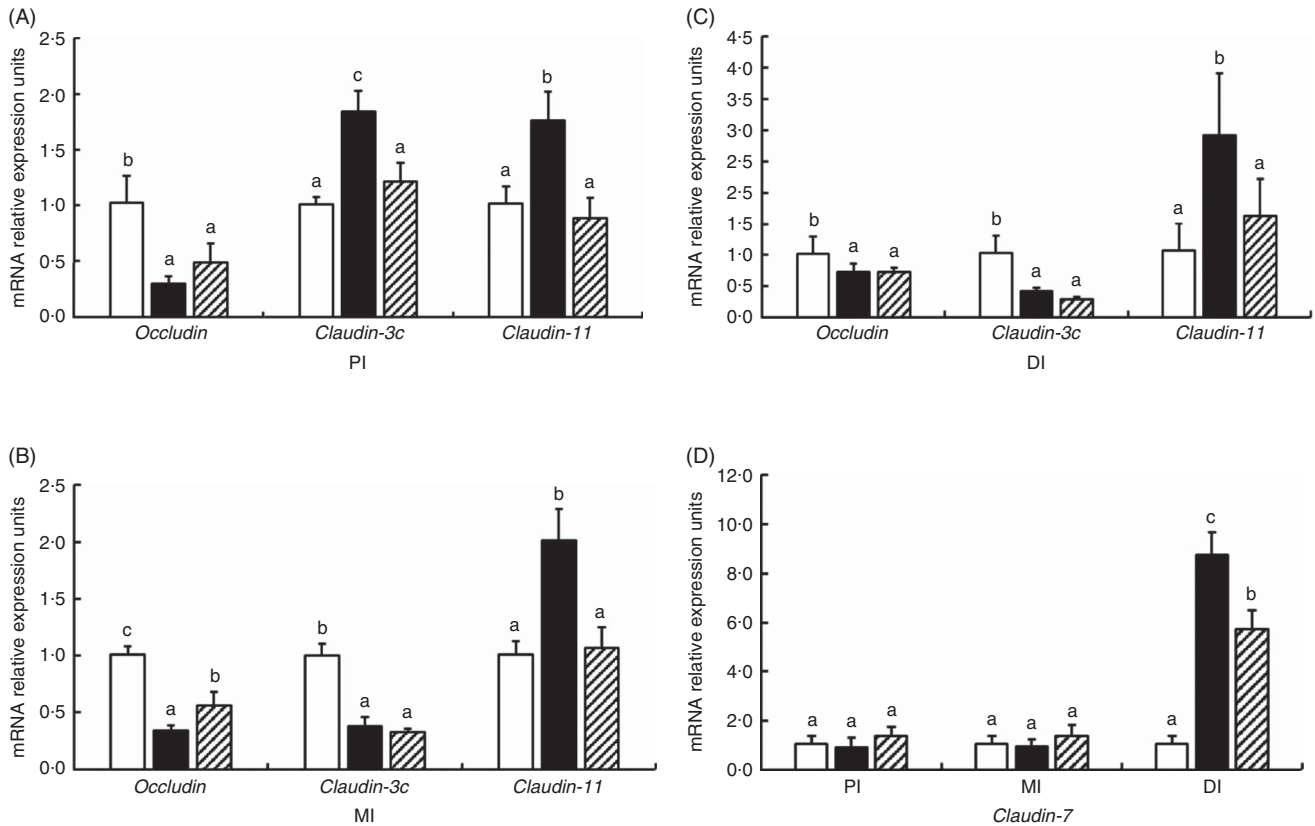 (A)
mRNA relative expression units
2·5
2·0
1·5
1·0
0·5
0·0
b
a
a
a
c
a
a
b
a
Occludin Claudin-3c Claudin-11
PI
(C)
mRNA relative expression units
4·5
4·0
3·5
3·0
2·5
2·0
1·5
1·0
0·5
0·0
b
a
a
b
a
a
a
b
a
Occludin Claudin-3c Claudin-11
DI
(B)
mRNA relative expression units
2·5
2·0
1·5
1·0
0·5
0·0
c
a
b
b
a
a
a
b
a
Occludin Claudin-3c Claudin-11
MI
(D)
mRNA relative expression units
12·0
10·0
8·0
6·0
4·0
2·0
0·0
a
a
a
a
a
a
a
c
b
PI MI DI
Claudin-7